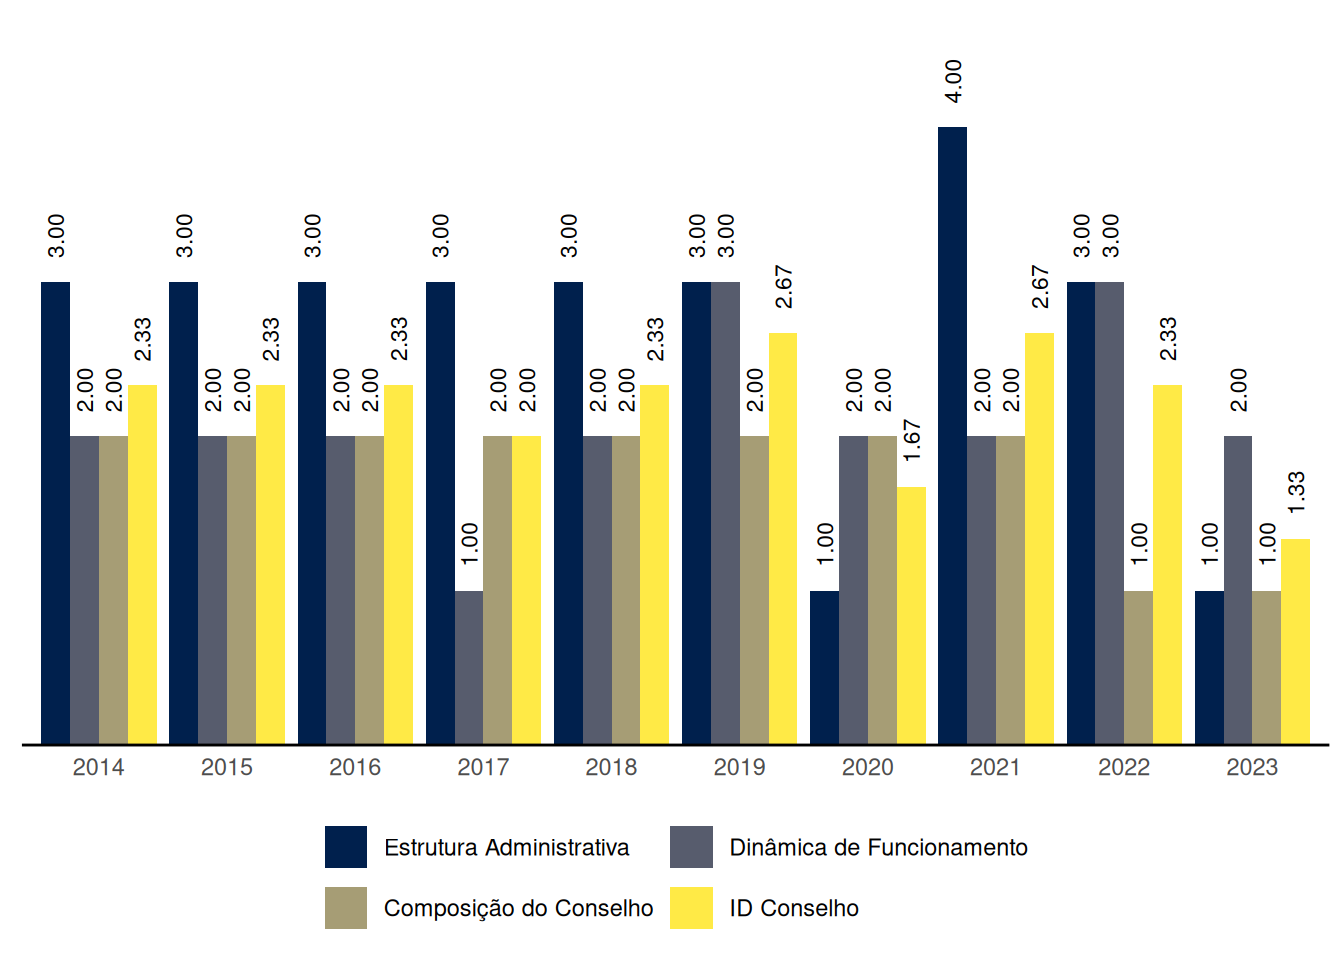 4.00
3.00 3.00 3.00 3.00 3.00 3.00 3.00 3.00 3.00
2.67 2.67
2.33 2.33 2.33 2.33 2.33
2.00 2.00 2.00 2.00 2.00 2.00 2.00 2.00 2.00 2.00 2.00 2.00 2.00 2.00 2.00 2.00 2.00
1.67
1.33
1.00 1.00 1.00 1.00 1.00
2014 2015 2016 2017 2018 2019 2020 2021 2022 2023
Estrutura Administrativa Dinâmica de Funcionamento
Composição do Conselho ID Conselho